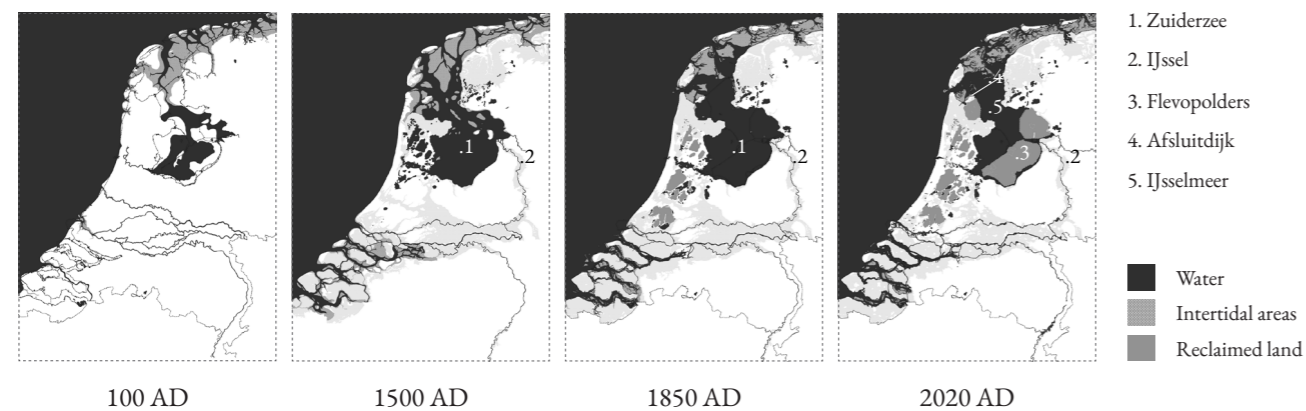 1. Zuiderzee
2. IJssel
3. Flevopolders
4. Afsluitdijk
5. IJsselmeer
.1
.2
.1
.2
4.
.5
.3
.2
Water
Intertidal areas
Reclaimed land
100 AD
1500 AD
1850 AD
2020 AD